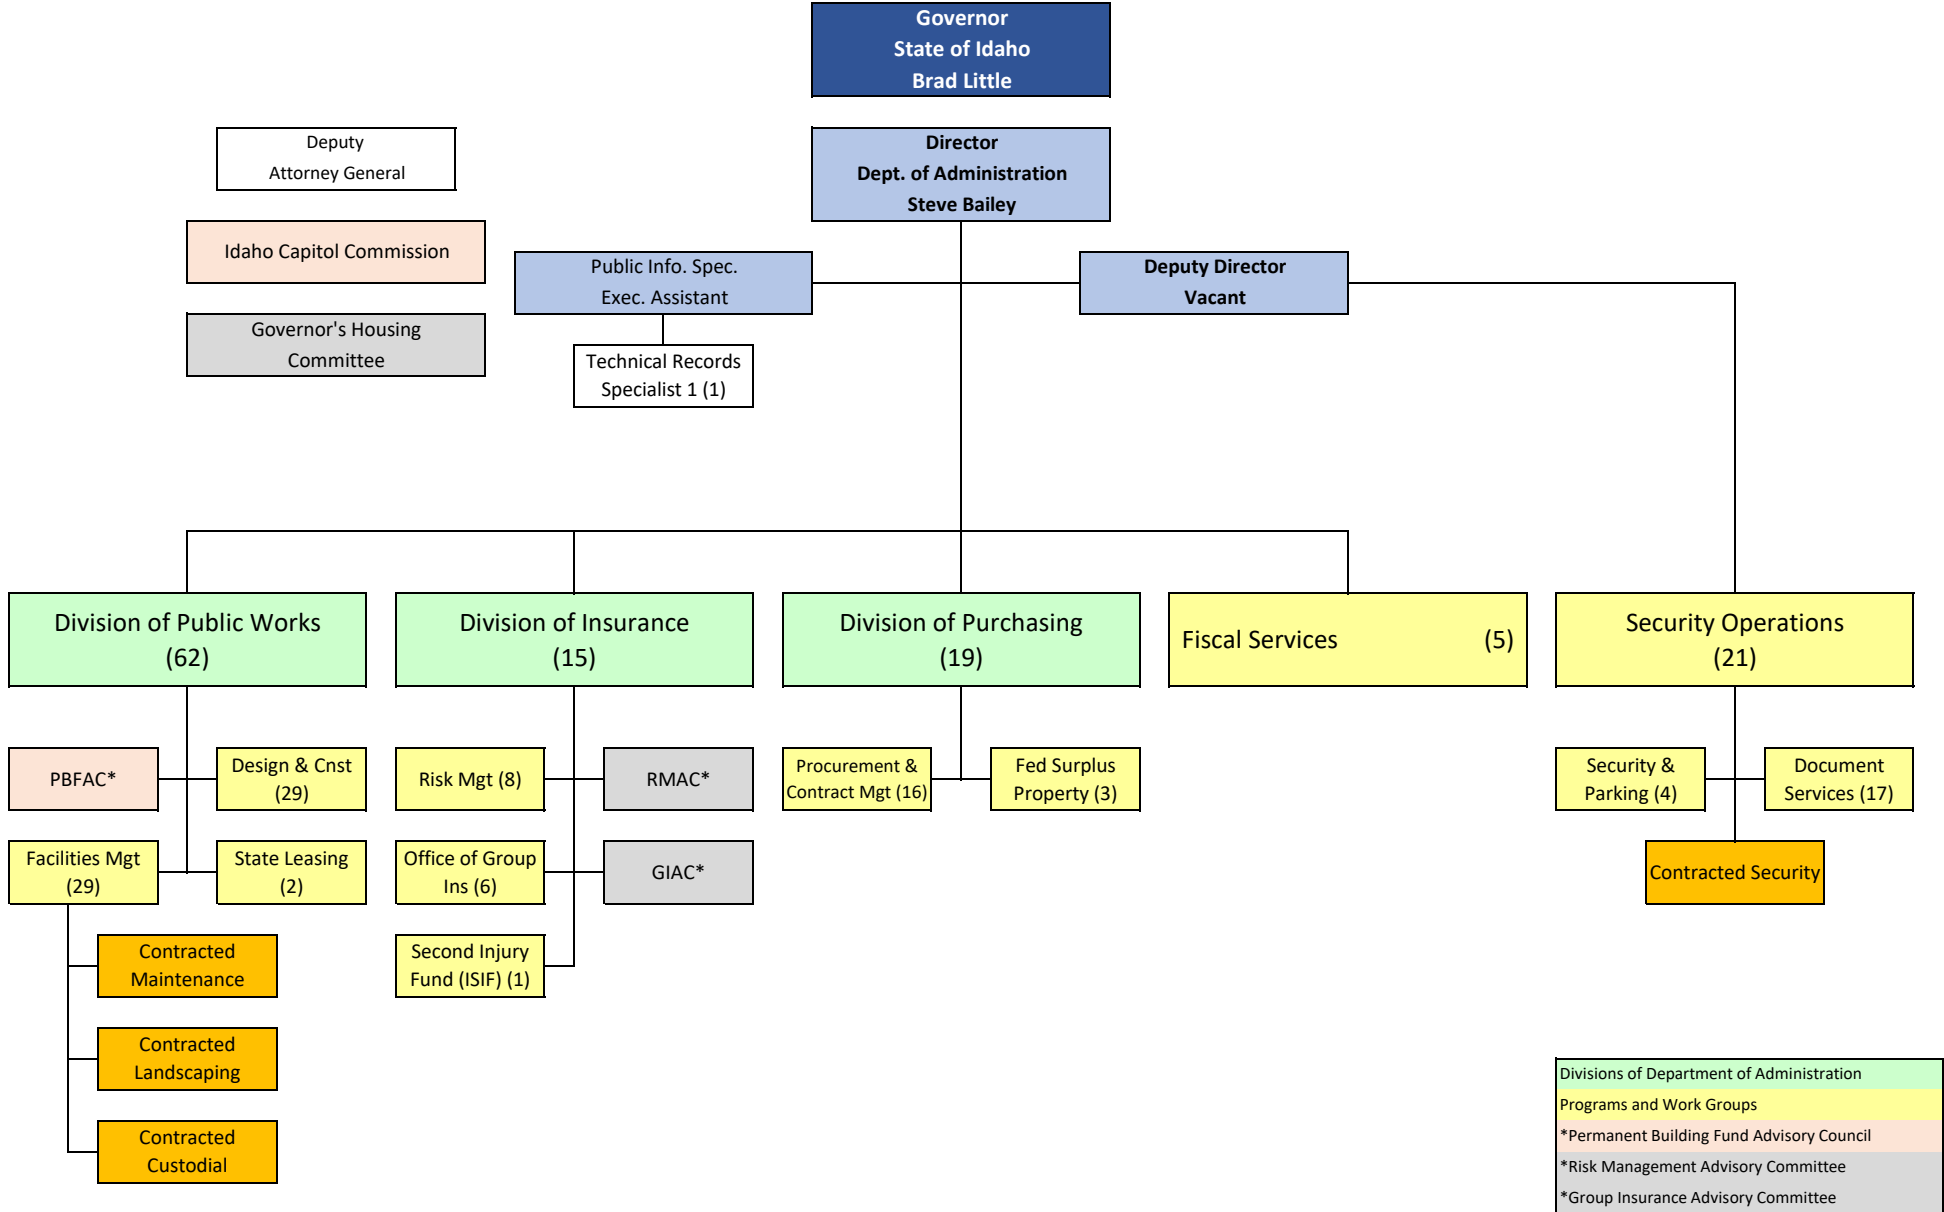 Governor
State of Idaho
Brad Little
Deputy
Attorney General
Director
Dept. of Administration
Steve Bailey
Idaho Capitol Commission
Public Info. Spec.
Exec. Assistant
Deputy Director
Vacant
Governor's Housing
Committee
Technical Records
Specialist 1 (1)
Division of Public Works
(62)
Division of Insurance
(15)
Division of Purchasing
(19)
Fiscal Services (5)
Security Operations
(21)
PBFAC*
Design & Cnst
(29)
Risk Mgt (8)
RMAC*
Procurement &
Contract Mgt (16)
Fed Surplus
Property (3)
Security &
Parking (4)
Document
Services (17)
Facilities Mgt
(29)
State Leasing
(2)
Office of Group
Ins (6)
GIAC*
Contracted Security
Contracted
Maintenance
Second Injury
Fund (ISIF) (1)
Contracted
Landscaping
Contracted
Custodial
Divisions of Department of Administration
Programs and Work Groups
*Permanent Building Fund Advisory Council
*Risk Management Advisory Committee
*Group Insurance Advisory Committee